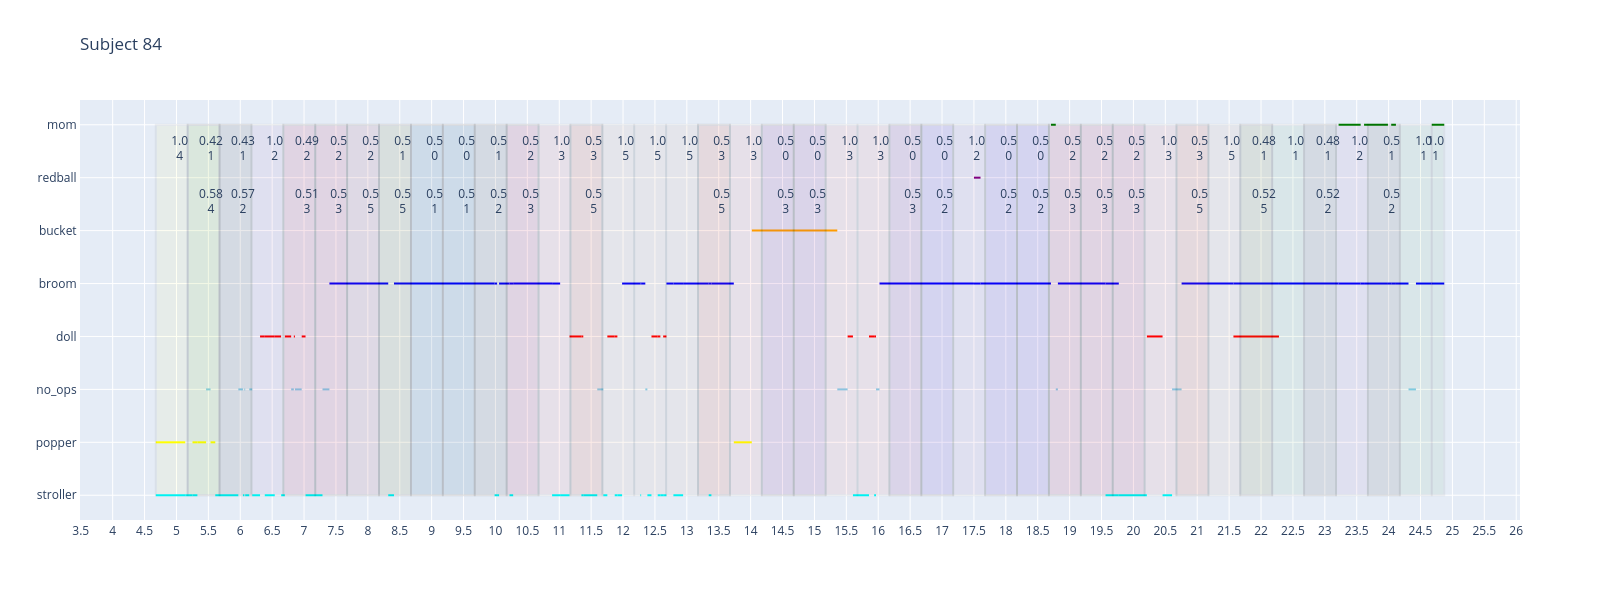 Subject 84
mom
1.0 0.42 0.43 1.0 0.49 0.5 0.5 0.5 0.5 0.5 0.5 0.5 1.0 0.5 1.0 1.0 1.0 0.5 1.0 0.5 0.5 1.0 1.0 0.5 0.5 1.0 0.5 0.5 0.5 0.5 0.5 1.0 0.5 1.0 0.48 1.0 0.48 1.0 0.5 1.0 1.0
4 1 1 2 2 2 2 1 0 0 1 2 3 3 5 5 5 3 3 0 0 3 3 0 0 2 0 0 2 2 2 3 3 5 1 1 1 2 1 1 1
redball
0.58 0.57 0.51 0.5 0.5 0.5 0.5 0.5 0.5 0.5 0.5 0.5 0.5 0.5 0.5 0.5 0.5 0.5 0.5 0.5 0.5 0.5 0.52 0.52 0.5
4 2 3 3 5 5 1 1 2 3 5 5 3 3 3 2 2 2 3 3 3 5 5 2 2
bucket
broom
doll
no_ops
popper
stroller
3.5 4 4.5 5 5.5 6 6.5 7 7.5 8 8.5 9 9.5 10 10.5 11 11.5 12 12.5 13 13.5 14 14.5 15 15.5 16 16.5 17 17.5 18 18.5 19 19.5 20 20.5 21 21.5 22 22.5 23 23.5 24 24.5 25 25.5 26